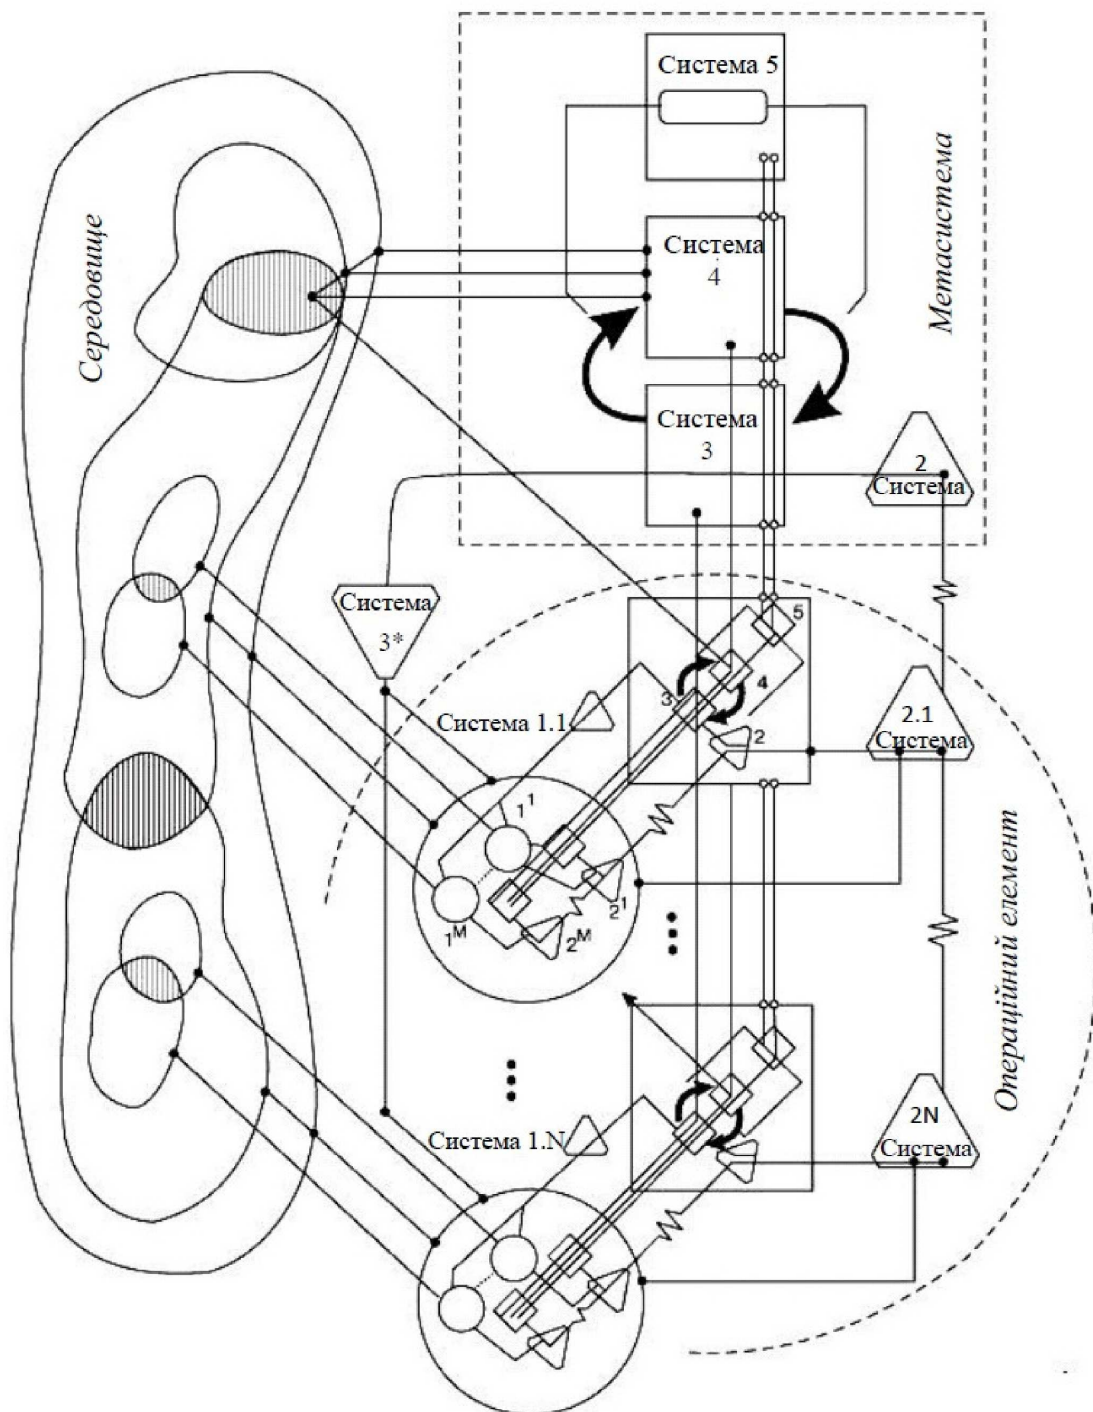 Система 5
Метасистема
Середовище
Система
4
Система
3
2
Система
Система
3*
5
4
3
2
Система 1.1
2.1
Система
1¹
1ᴹ
2¹
2ᴹ
Операційний елемент
Система 1.N
2N
Система